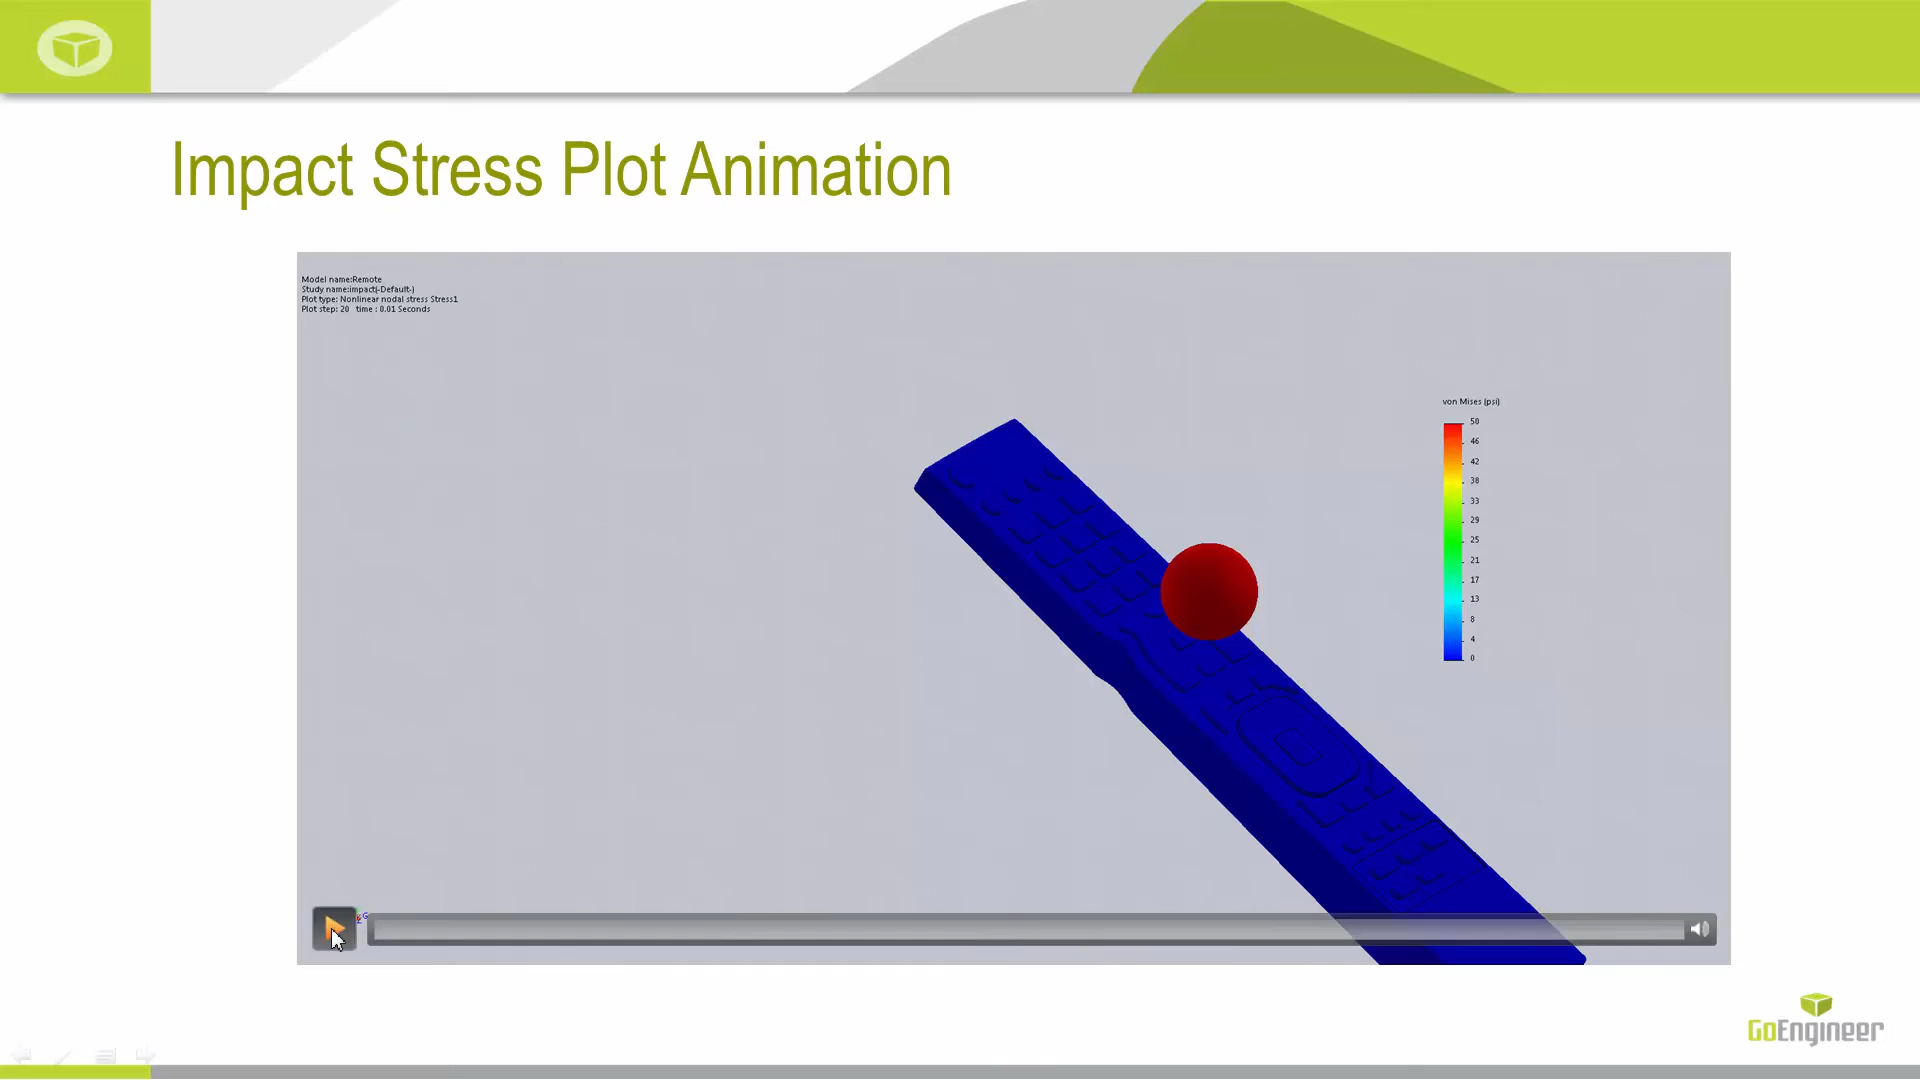 Impact Stress Plot Animation
Model name:Remote
Study name:impact(-Default-)
Plot type: Nonlinear nodal stress Stress1
Plot step: 20 time : 0.01 Seconds
von Mises (psi)
50
46
42
38
33
29
25
21
17
13
8
4
0
GoEngineer